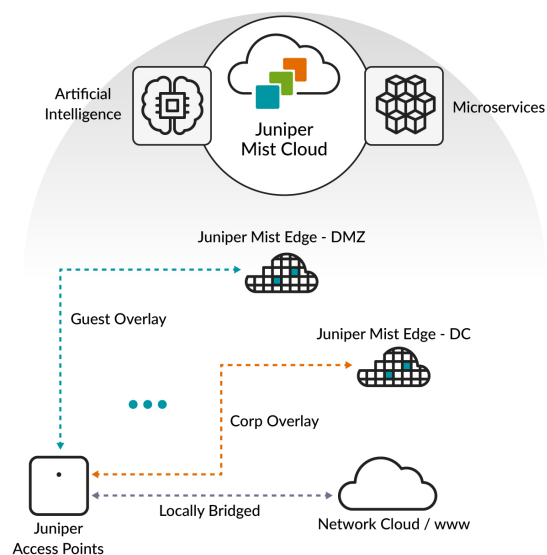 Artificial
Intelligence
Juniper
Mist Cloud
Microservices
Juniper Mist Edge - DMZ
Guest Overlay
Juniper Mist Edge - DC
Corp Overlay
Locally Bridged
Juniper
Access Points
Network Cloud / www